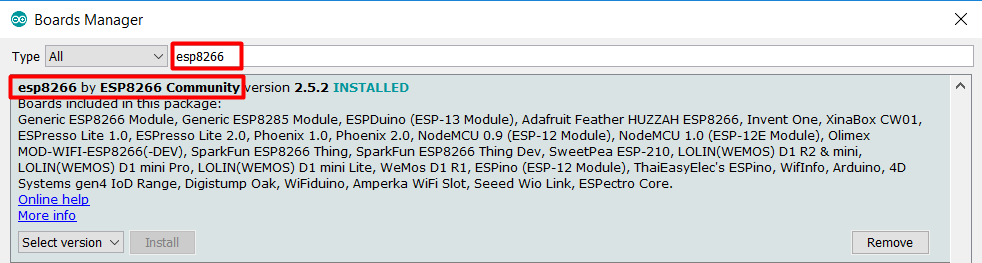 Boards Manager
Type All esp8266
esp8266 by ESP8266 Community version 2.5.2 INSTALLED
Boards included in this package:
Generic ESP8266 Module, Generic ESP8285 Module, ESPDuino (ESP-13 Module), Adafruit Feather HUZZAH ESP8266, Invent One, XinaBox CW01,
ESPresso Lite 1.0, ESPresso Lite 2.0, Phoenix 1.0, Phoenix 2.0, NodeMCU 0.9 (ESP-12 Module), NodeMCU 1.0 (ESP-12E Module), Olimex
MOD-WIFI-ESP8266(-DEV), SparkFun ESP8266 Thing, SparkFun ESP8266 Thing Dev, SweetPea ESP-210, LOLIN(WEMOS) D1 R2 & mini,
LOLIN(WEMOS) D1 mini Pro, LOLIN(WEMOS) D1 mini Lite, WeMos D1 R1, ESPino (ESP-12 Module), ThaiEasyElec's ESPino, WifInfo, Arduino, 4D
Systems gen4 IoD Range, Digistump Oak, WiFiduino, Amperka WiFi Slot, Seeed Wio Link, ESPectro Core.
Online help
More info
Select version Install Remove